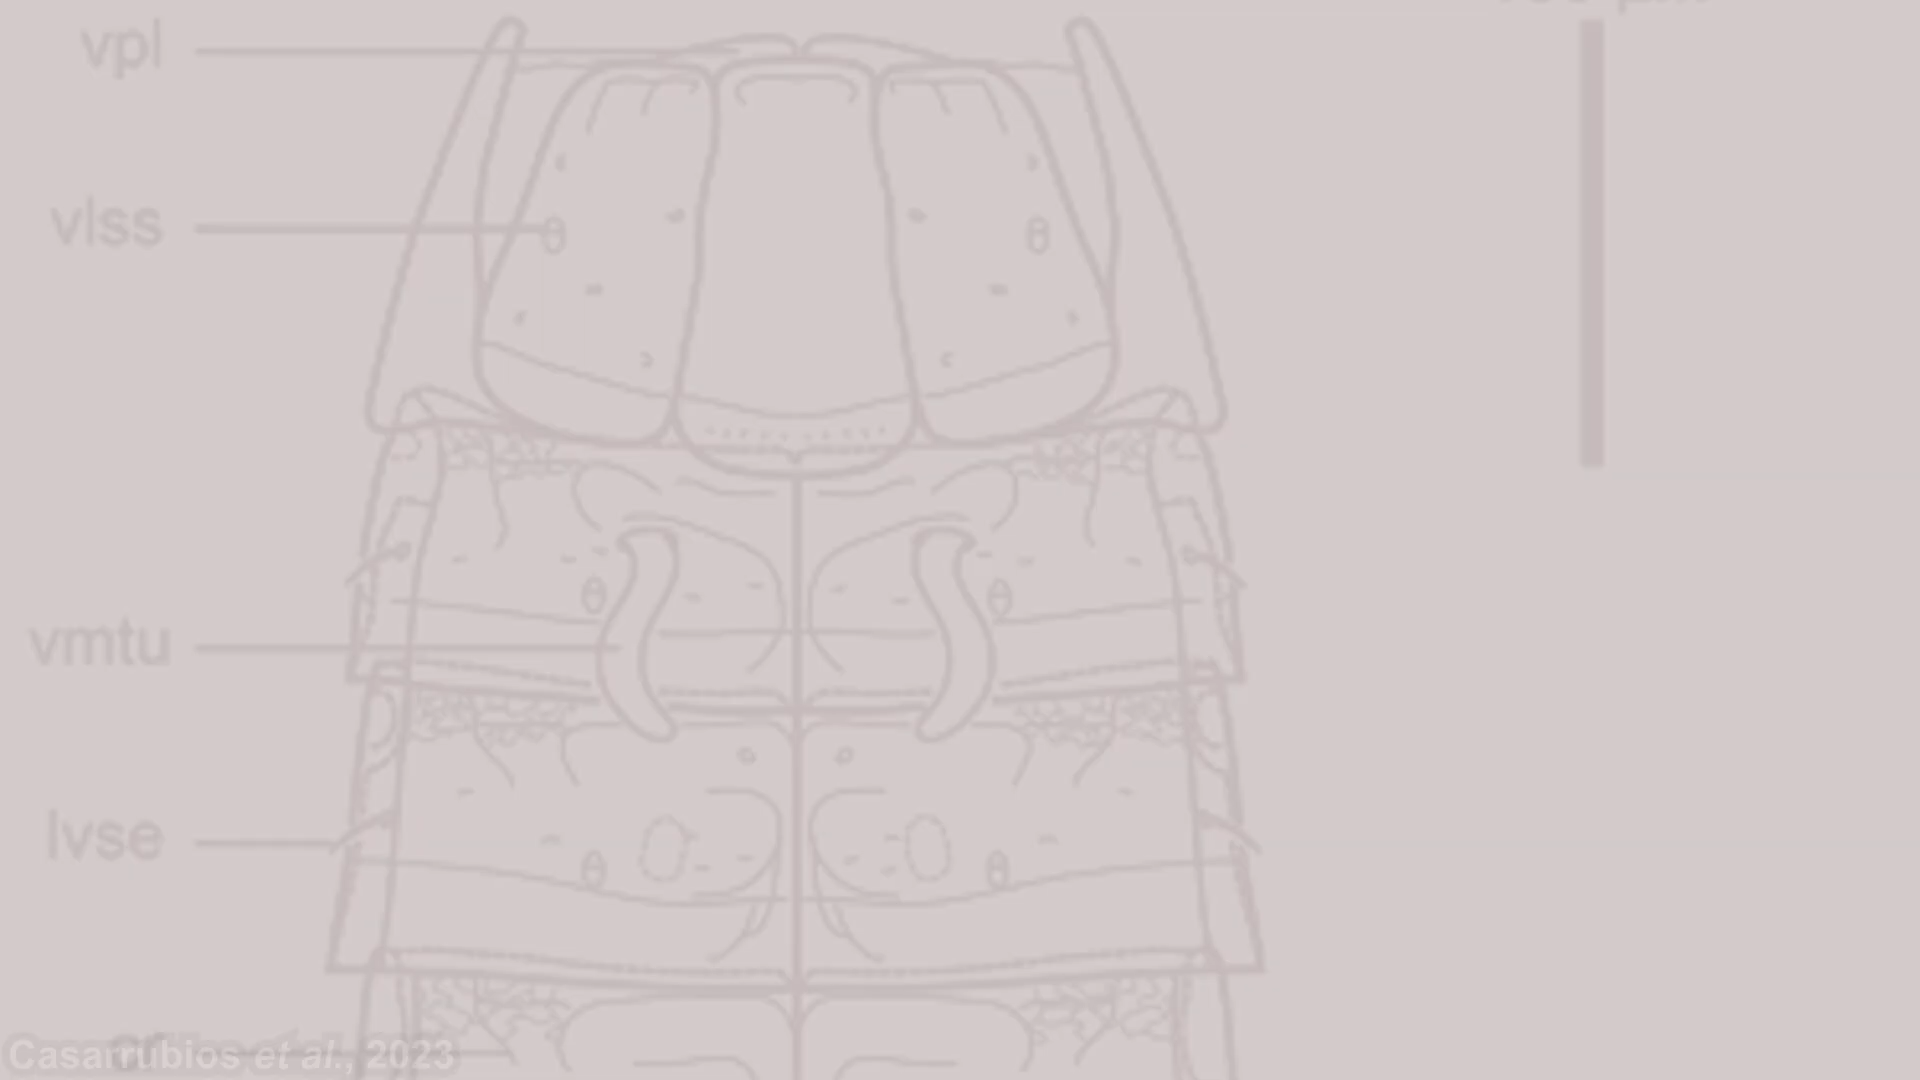 vpl
vlss
vmtu
lvse
Casarrubios et al., 2023